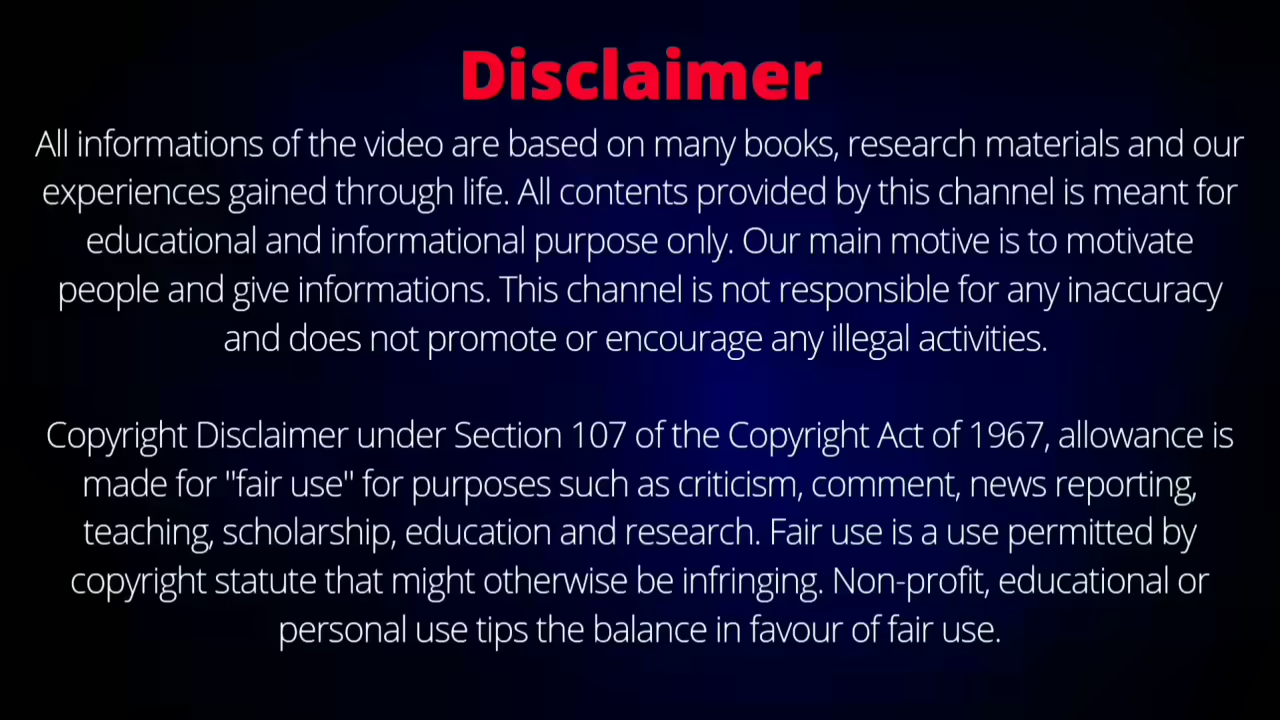 Disclaimer
All informations of the video are based on many books, research materials and our
experiences gained through life. All contents provided by this channel is meant for
educational and informational purpose only. Our main motive is to motivate
people and give informations. This channel is not responsible for any inaccuracy
and does not promote or encourage any illegal activities.
Copyright Disclaimer under Section 107 of the Copyright Act of 1967, allowance is
made for "fair use" for purposes such as criticism, comment, news reporting,
teaching, scholarship, education and research. Fair use is a use permitted by
copyright statute that might otherwise be infringing. Non-profit, educational or
personal use tips the balance in favour of fair use.